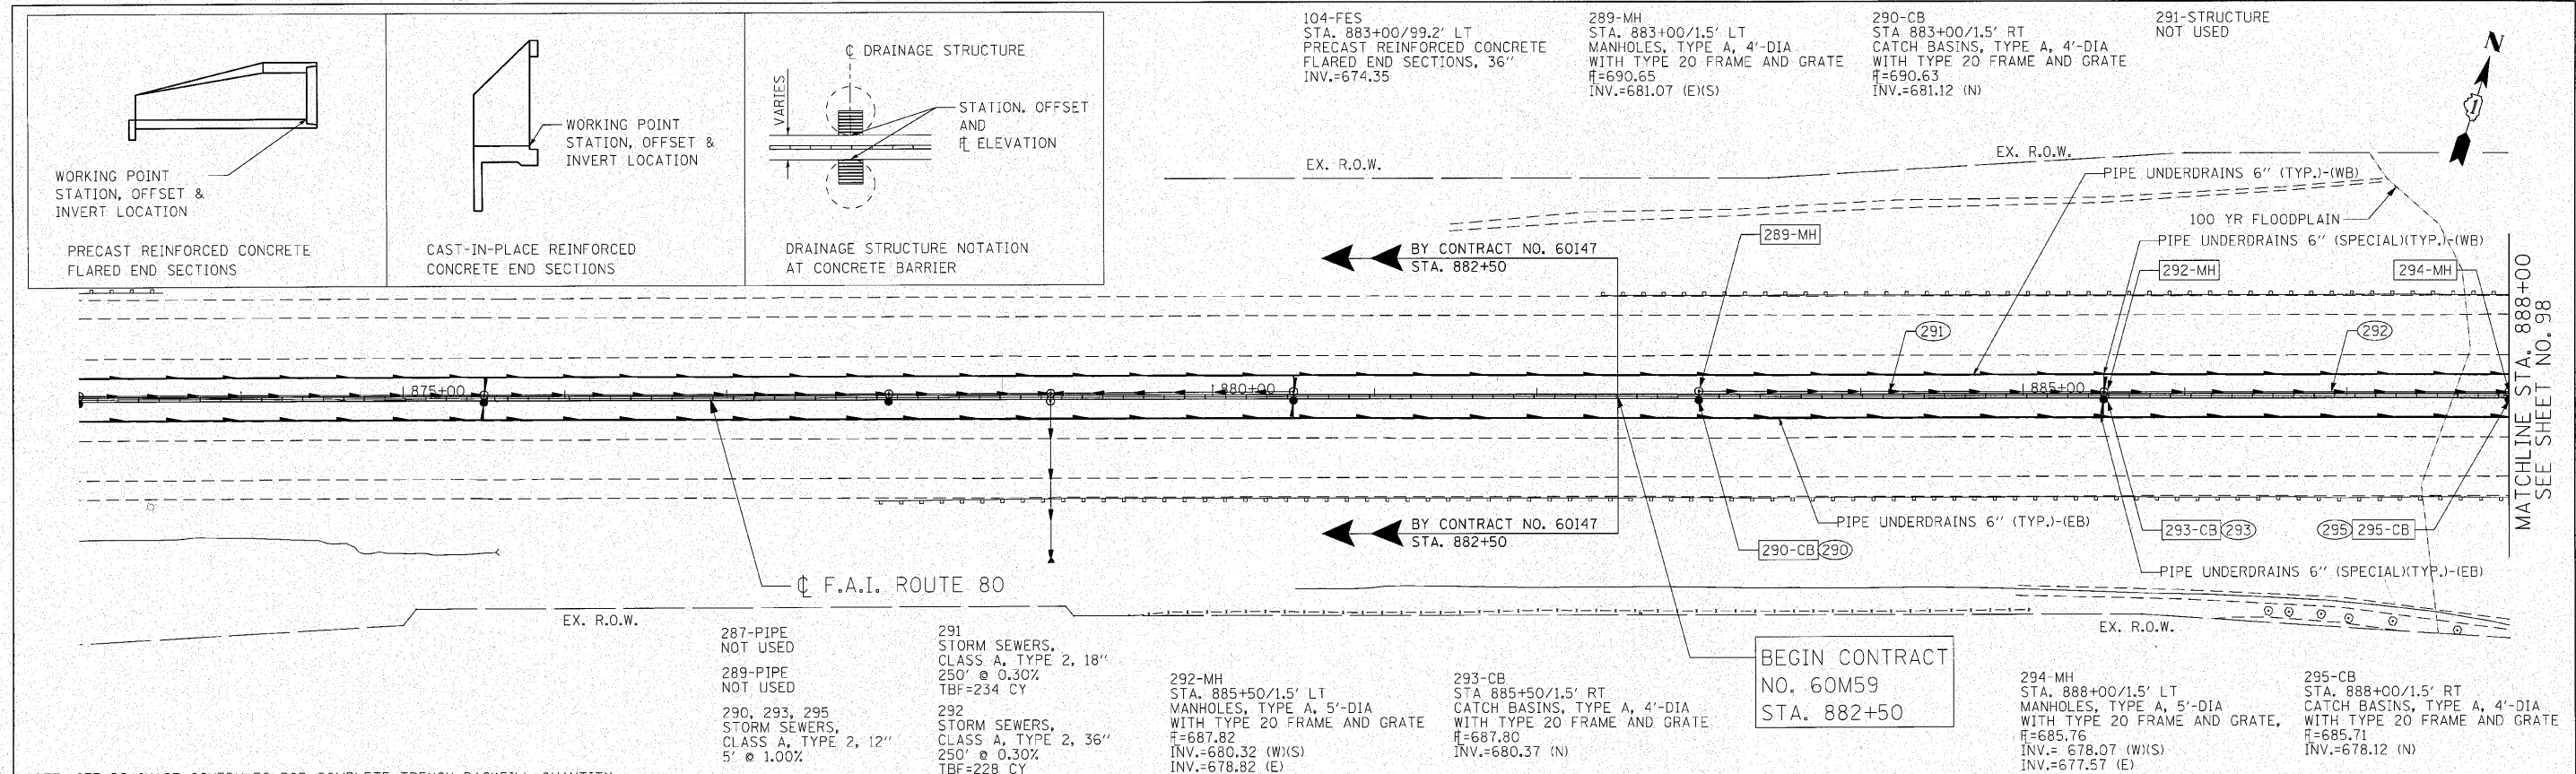 WORKING POINT
STATION, OFFSET &
INVERT LOCATION
PRECAST REINFORCED CONCRETE
FLARED END SECTIONS
WORKING POINT
STATION, OFFSET &
INVERT LOCATION
CAST-IN-PLACE REINFORCED
CONCRETE END SECTIONS
℄ DRAINAGE STRUCTURE
VARIES
STATION, OFFSET
AND
ELEVATION
DRAINAGE STRUCTURE NOTATION
AT CONCRETE BARRIER
104-FES
STA. 883+00/99.2' LT
PRECAST REINFORCED CONCRETE
FLARED END SECTIONS, 36"
INV.=674.35
289-MH
STA. 883+00/1.5' LT
MANHOLES, TYPE A, 4'-DIA
WITH TYPE 20 FRAME AND GRATE
=690.65
INV.=681.07 (E)(S)
290-CB
STA 883+00/1.5' RT
CATCH BASINS, TYPE A, 4'-DIA
WITH TYPE 20 FRAME AND GRATE
=690.63
INV.=681.12 (N)
291-STRUCTURE
NOT USED
N
1
EX. R.O.W.
EX. R.O.W.
PIPE UNDERDRAINS 6" (TYP.)-(WB)
100 YR FLOODPLAIN
PIPE UNDERDRAINS 6" (SPECIAL)(TYP.)-(WB)
289-MH
292-MH
294-MH
BY CONTRACT NO. 60I47
STA. 882+50
291
292
875+00
880+00
885+00
MATCHLINE STA. 888+00
SEE SHEET NO. 98
BY CONTRACT NO. 60I47
STA. 882+50
PIPE UNDERDRAINS 6" (TYP.)-(EB)
290-CB 290
293-CB 293
295 295-CB
PIPE UNDERDRAINS 6" (SPECIAL)(TYP.)-(EB)
℄ F.A.I. ROUTE 80
EX. R.O.W.
EX. R.O.W.
287-PIPE
NOT USED
289-PIPE
NOT USED
290, 293, 295
STORM SEWERS,
CLASS A, TYPE 2, 12"
5' @ 1.00%
291
STORM SEWERS,
CLASS A, TYPE 2, 18"
250' @ 0.30%
TBF=234 CY
292
STORM SEWERS,
CLASS A, TYPE 2, 36"
250' @ 0.30%
TBF=228 CY
292-MH
STA. 885+50/1.5' LT
MANHOLES, TYPE A, 5'-DIA
WITH TYPE 20 FRAME AND GRATE
=687.82
INV.=680.32 (W)(S)
INV.=678.82 (E)
293-CB
STA 885+50/1.5' RT
CATCH BASINS, TYPE A, 4'-DIA
WITH TYPE 20 FRAME AND GRATE
=687.80
INV.=680.37 (N)
BEGIN CONTRACT
NO. 60M59
STA. 882+50
294-MH
STA. 888+00/1.5' LT
MANHOLES, TYPE A, 5'-DIA
WITH TYPE 20 FRAME AND GRATE,
=685.76
INV.= 678.07 (W)(S)
INV.=677.57 (E)
295-CB
STA. 888+00/1.5' RT
CATCH BASINS, TYPE A, 4'-DIA
WITH TYPE 20 FRAME AND GRATE
=685.71
INV.=678.12 (N)